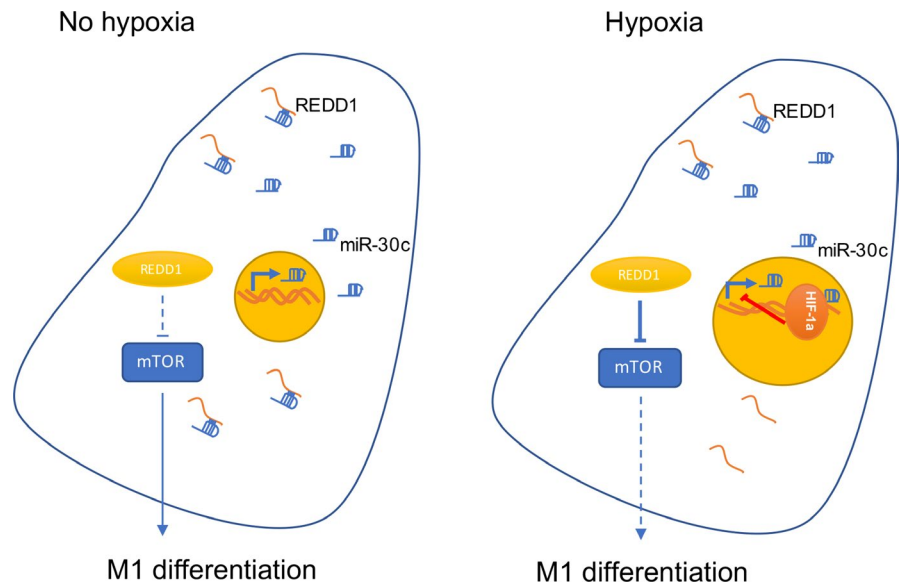 No hypoxia
REDD1
miR-30c
REDD1
mTOR
M1 differentiation
Hypoxia
REDD1
miR-30c
REDD1
HIF-1a
mTOR
M1 differentiation